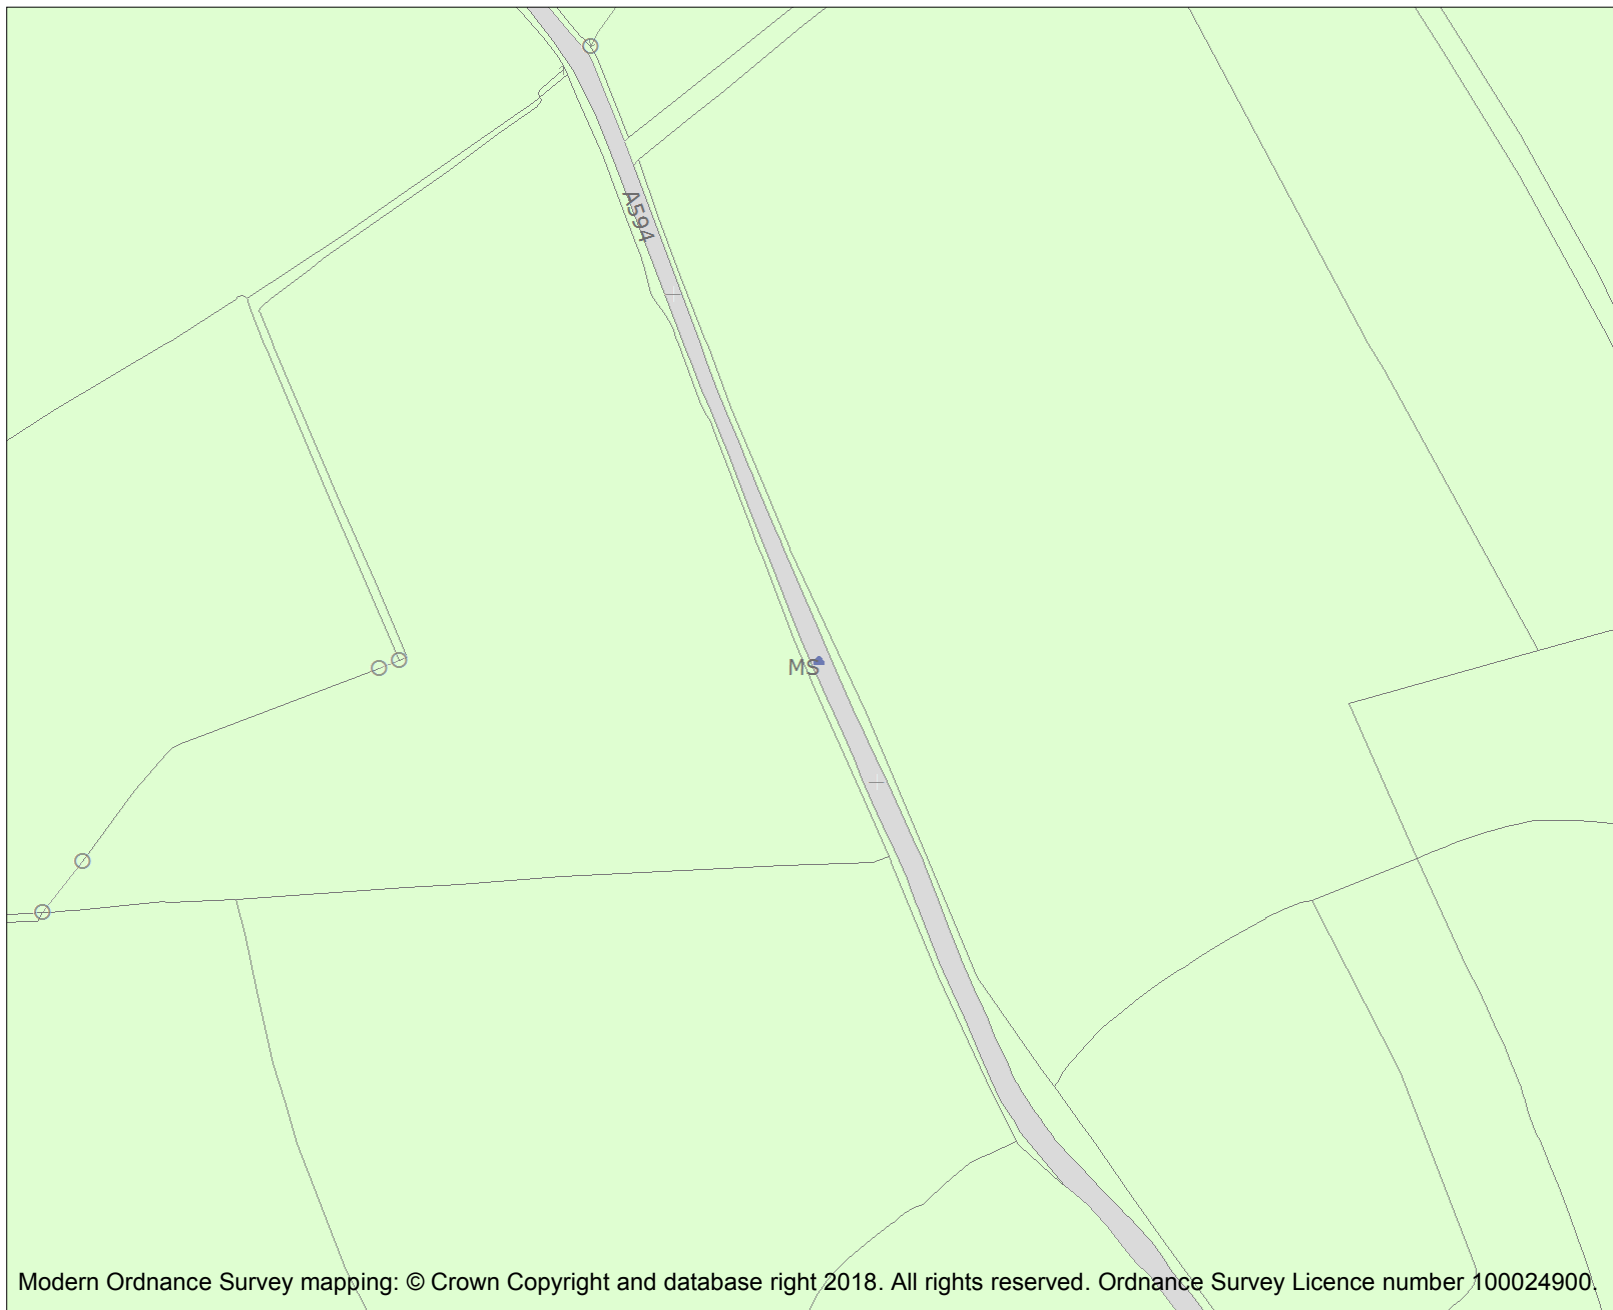 A594
MS
Modern Ordnance Survey mapping: © Crown Copyright and database right 2018. All rights reserved. Ordnance Survey Licence number 100024900.